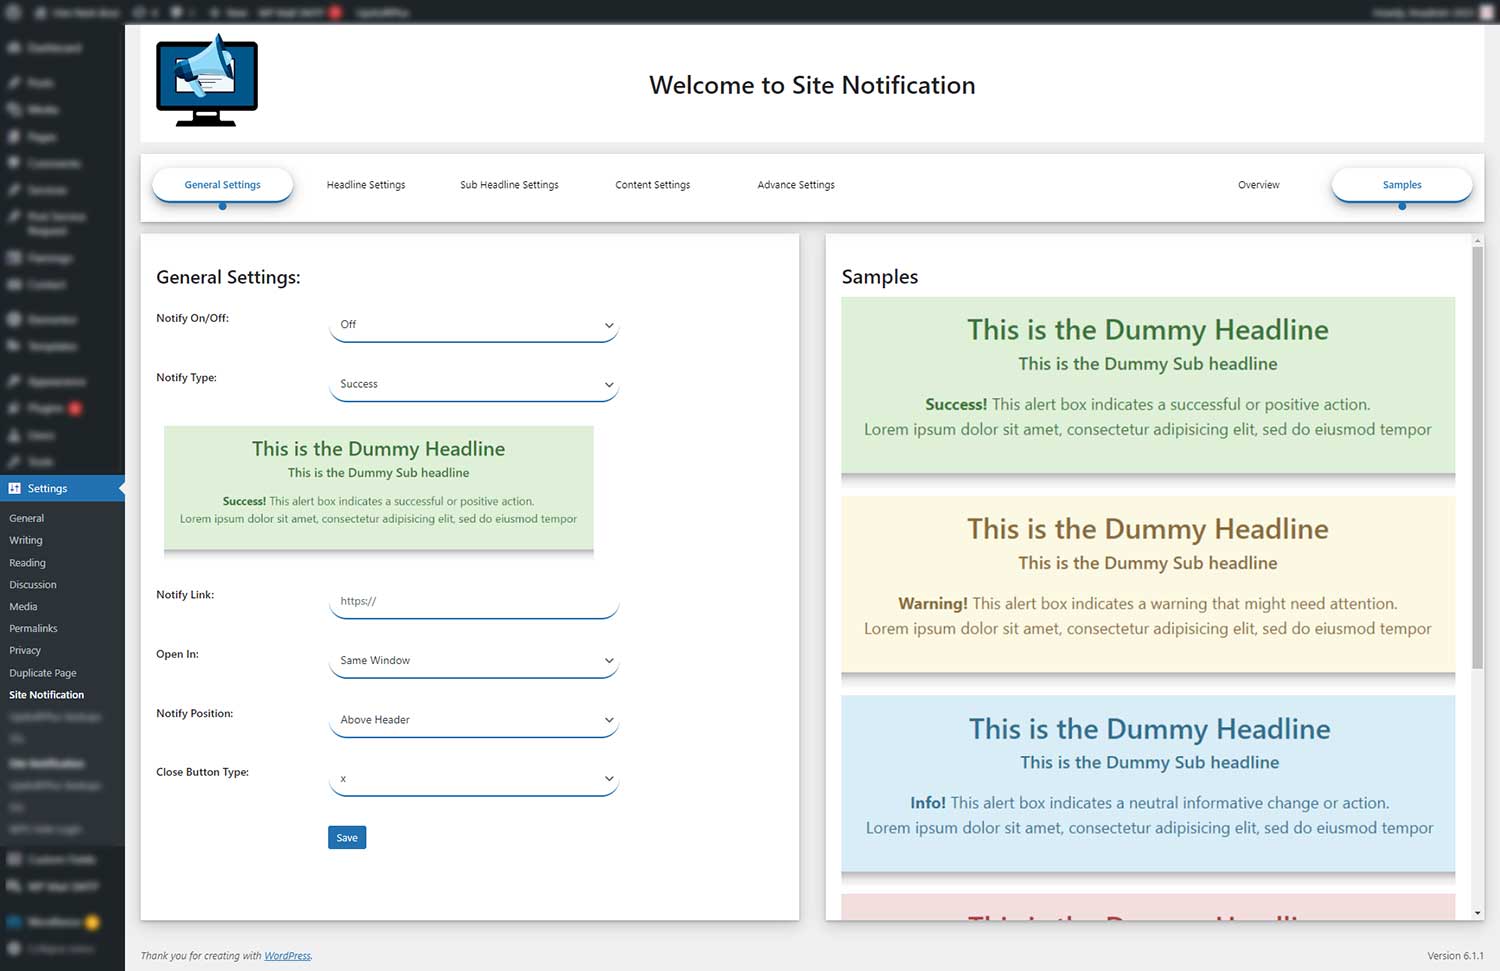 Welcome to Site Notification
General Settings
Headline Settings
Sub Headline Settings
Content Settings
Advance Settings
Overview
Samples
Settings
General
Writing
Reading
Discussion
Media
Permalinks
Privacy
Duplicate Page
Site Notification
General Settings:
Notify On/Off:
Off
Notify Type:
Success
This is the Dummy Headline
This is the Dummy Sub headline
Success! This alert box indicates a successful or positive action.
Lorem ipsum dolor sit amet, consectetur adipisicing elit, sed do eiusmod tempor
Notify Link:
https://
Open In:
Same Window
Notify Position:
Above Header
Close Button Type:
x
Save
Samples
This is the Dummy Headline
This is the Dummy Sub headline
Success! This alert box indicates a successful or positive action.
Lorem ipsum dolor sit amet, consectetur adipisicing elit, sed do eiusmod tempor
This is the Dummy Headline
This is the Dummy Sub headline
Warning! This alert box indicates a warning that might need attention.
Lorem ipsum dolor sit amet, consectetur adipisicing elit, sed do eiusmod tempor
This is the Dummy Headline
This is the Dummy Sub headline
Info! This alert box indicates a neutral informative change or action.
Lorem ipsum dolor sit amet, consectetur adipisicing elit, sed do eiusmod tempor
This is the Dummy Headline
Thank you for creating with WordPress.
Version 6.1.1